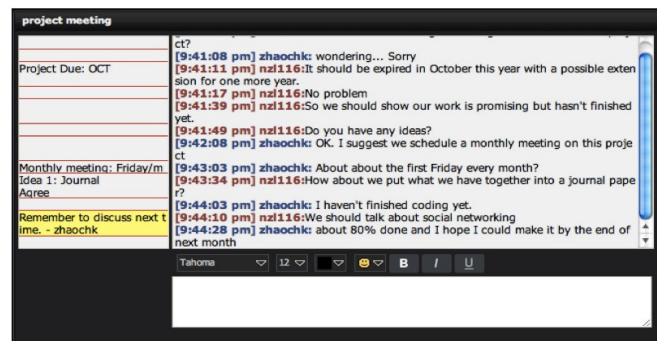 project meeting
ct?
[9:41:08 pm] zhaochk: wondering... Sorry
Project Due: OCT
[9:41:11 pm] nzl116:It should be expired in October this year with a possible exten
sion for one more year.
[9:41:17 pm] nzl116:No problem
[9:41:39 pm] nzl116:So we should show our work is promising but hasn't finished
yet.
[9:41:49 pm] nzl116:Do you have any ideas?
[9:42:08 pm] zhaochk: OK. I suggest we schedule a monthly meeting on this proje
ct
Monthly meeting: Friday/m
[9:43:03 pm] zhaochk: About about the first Friday every month?
Idea 1: Journal
[9:43:34 pm] nzl116:How about we put what we have together into a journal pape
Agree
r?
[9:44:03 pm] zhaochk: I haven't finished coding yet.
Remember to discuss next t
[9:44:10 pm] nzl116:We should talk about social networking
ime. - zhaochk
[9:44:28 pm] zhaochk: about 80% done and I hope I could make it by the end of
next month
Tahoma 12 B I U